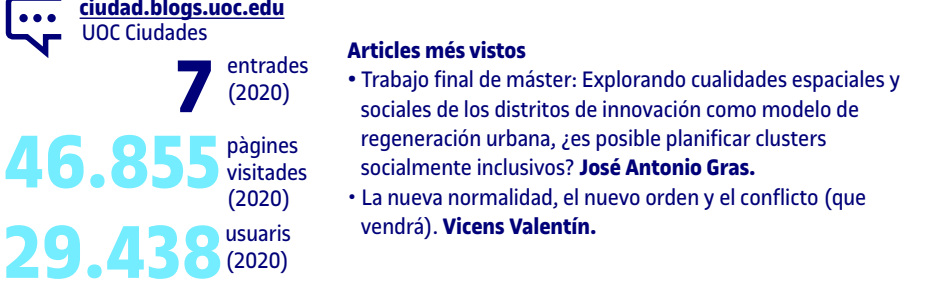 ciudad.blogs.uoc.edu
UOC Ciudades
7 entrades
(2020)
46.855 pàgines
visitades
(2020)
29.438 usuaris
(2020)
Articles més vistos
• Trabajo final de máster: Explorando cualidades espaciales y
sociales de los distritos de innovación como modelo de
regeneración urbana, ¿es posible planificar clusters
socialmente inclusivos? José Antonio Gras.
• La nueva normalidad, el nuevo orden y el conflicto (que
vendrá). Vicens Valentín.